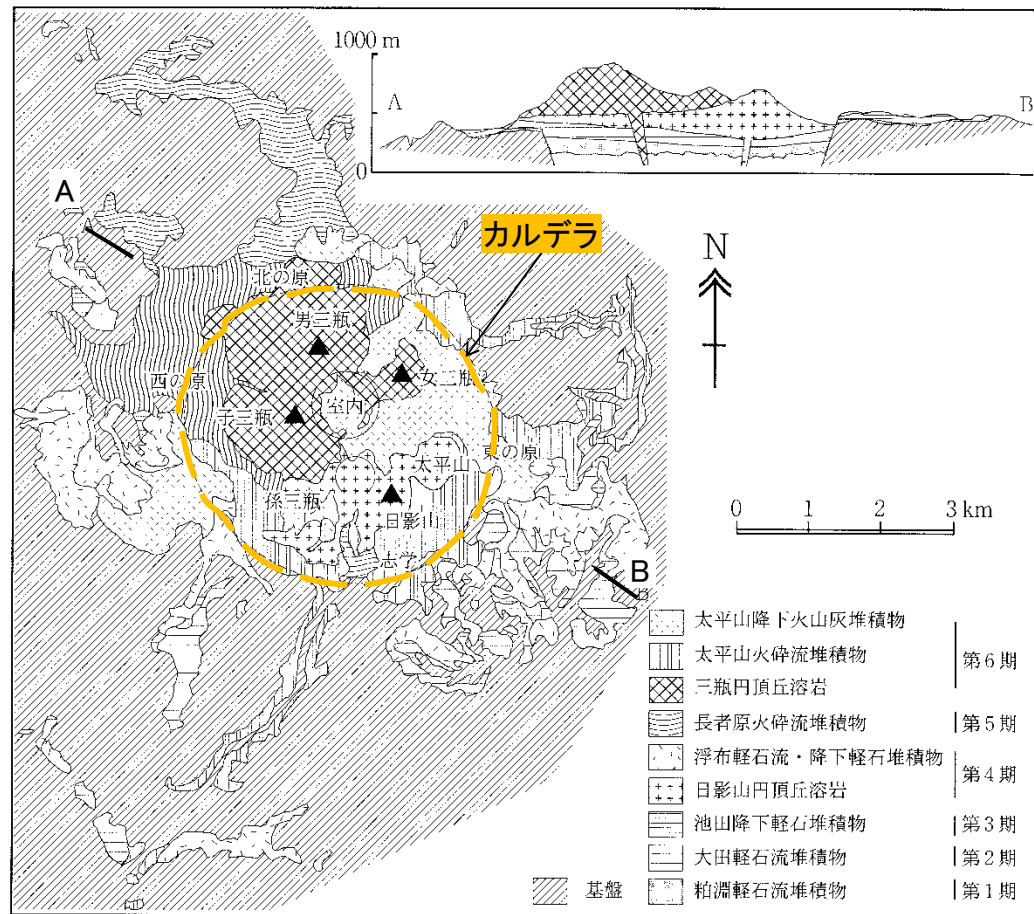 1000 m
A
B
0
A
カルデラ
N
北の原
男三瓶
女三瓶
西の原
室内
子三瓶
東の原
太平山
孫三瓶
日影山
志学
0 1 2 3 km
B
B
太平山降下火山灰堆積物
太平山火砕流堆積物
第6期
三瓶円頂丘溶岩
長者原火砕流堆積物 第5期
浮布軽石流・降下軽石堆積物
第4期
日影山円頂丘溶岩
池田降下軽石堆積物 第3期
大田軽石流堆積物 第2期
基盤 粕淵軽石流堆積物 第1期